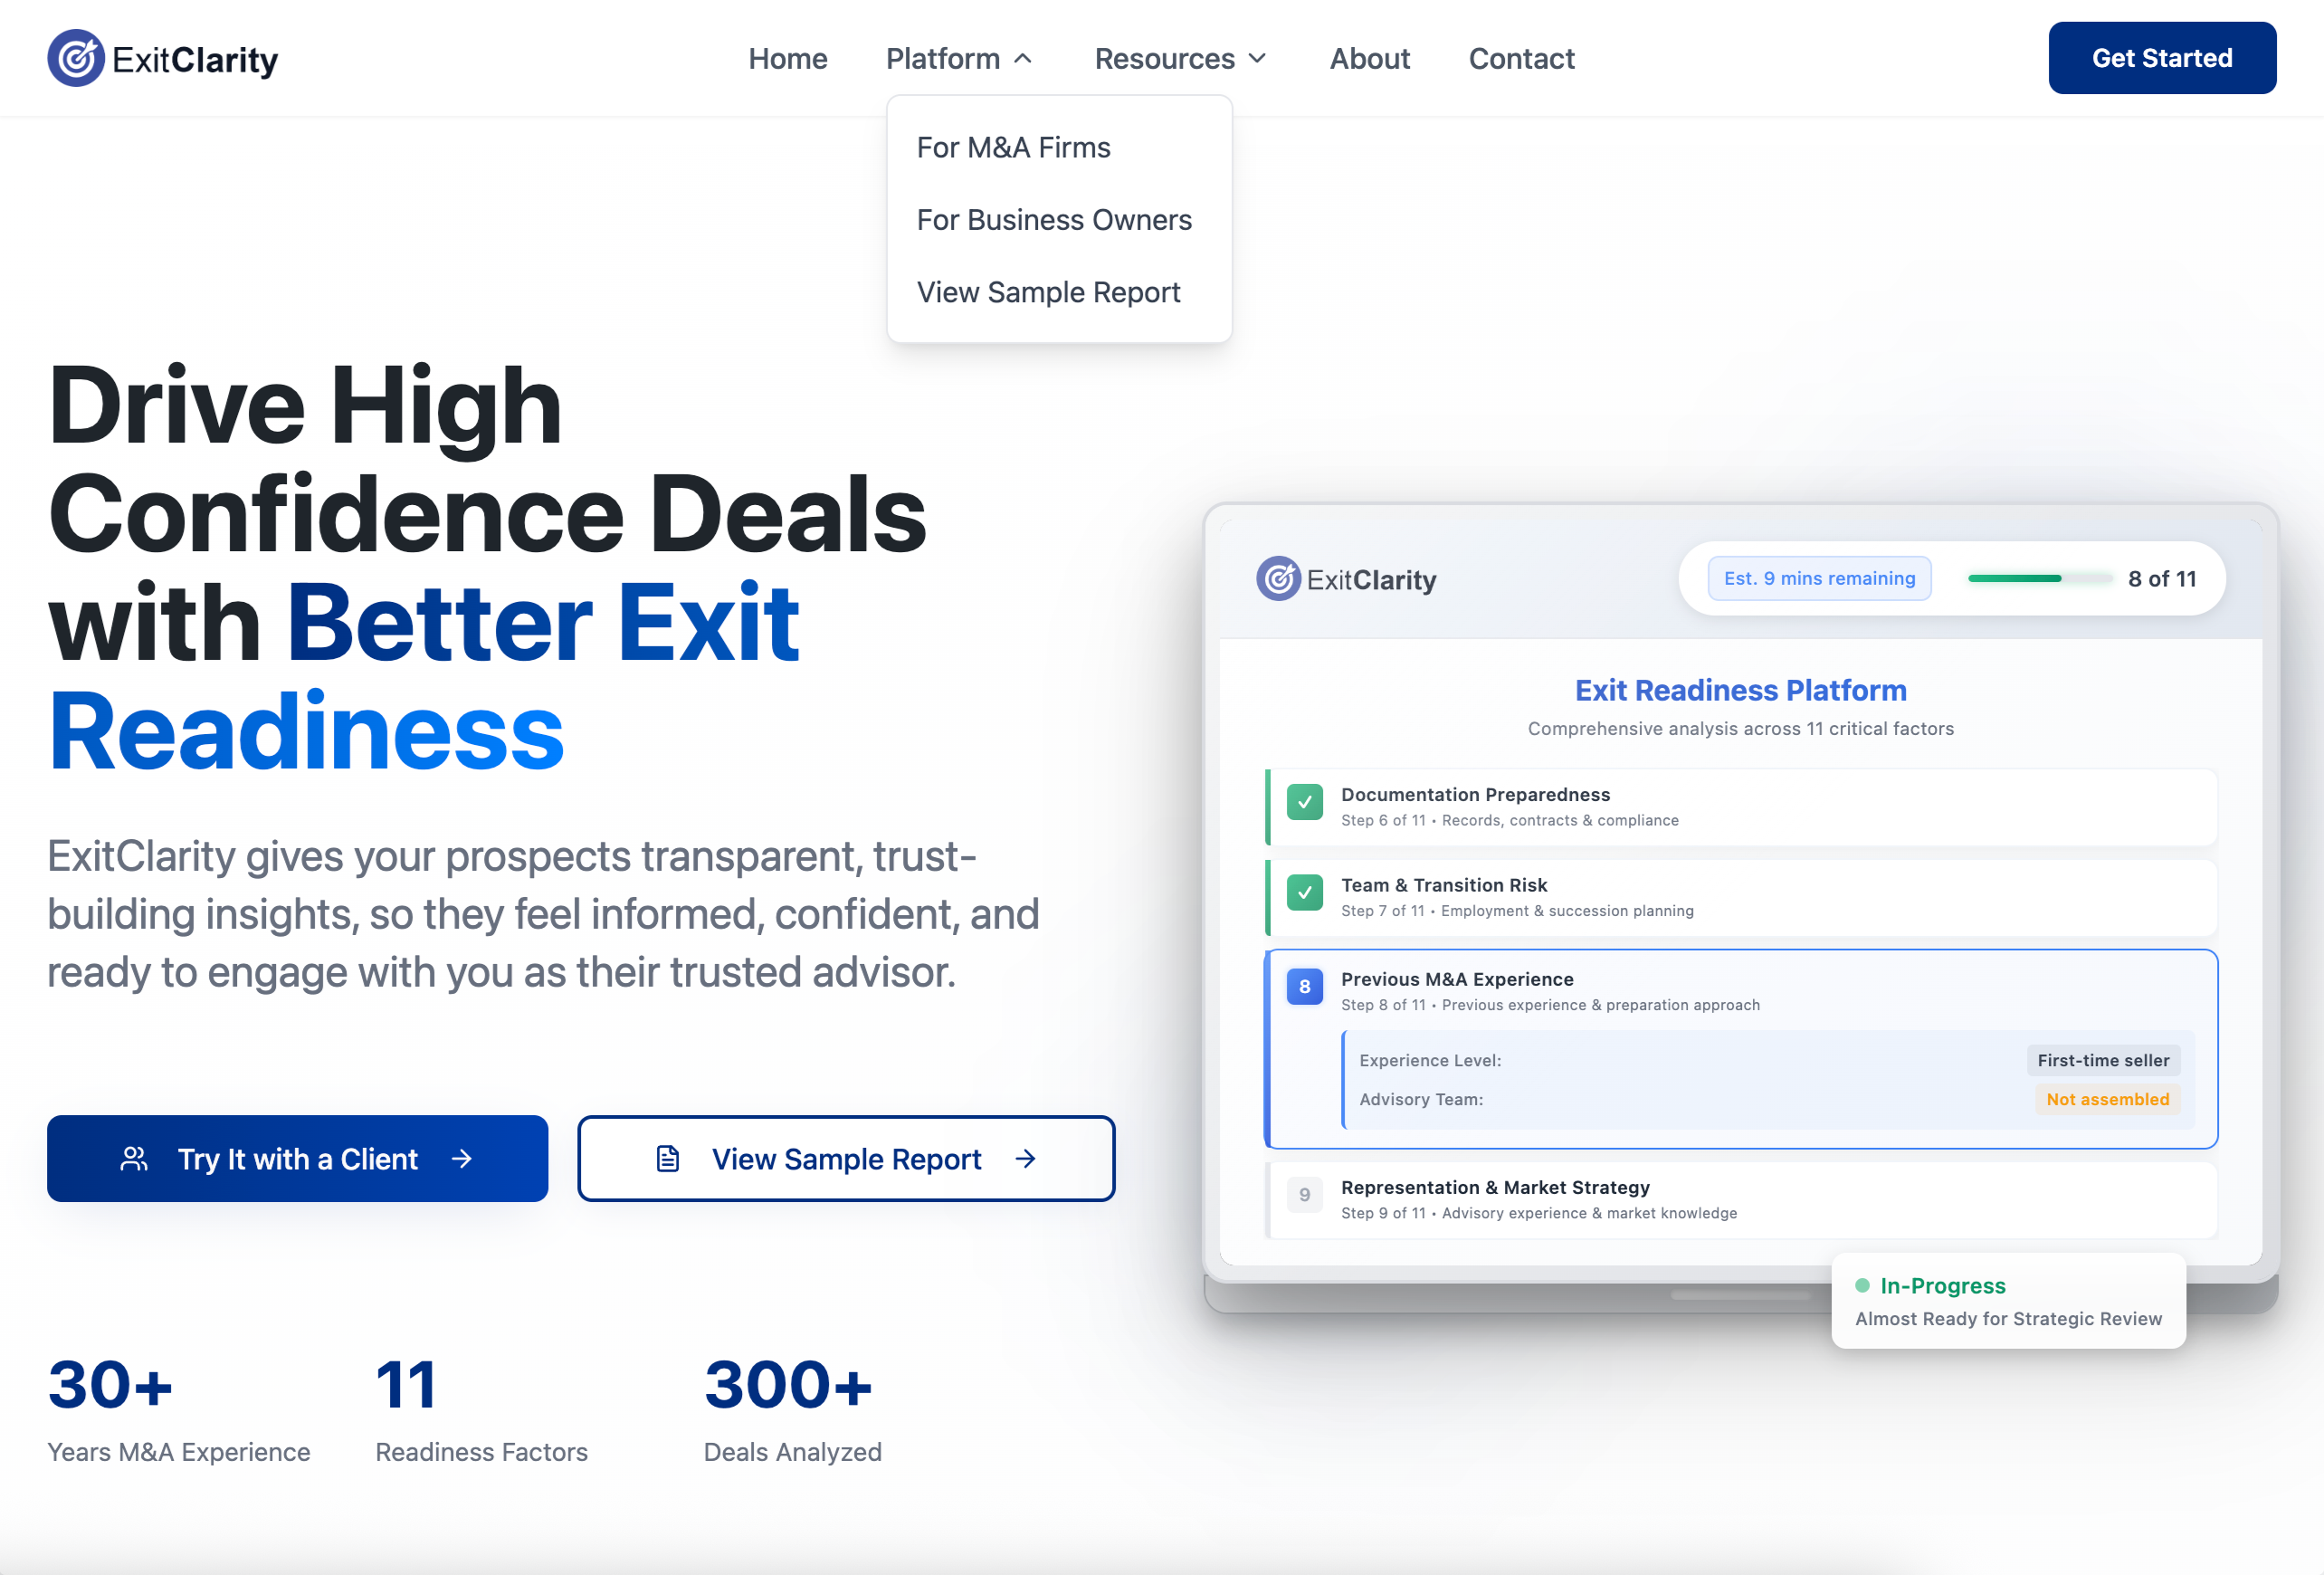 ExitClarity
Home
Platform
Resources
About
Contact
Get Started
For M&A Firms
For Business Owners
View Sample Report
Drive High
Confidence Deals
with Better Exit
Readiness
ExitClarity gives your prospects transparent, trust-
building insights, so they feel informed, confident, and
ready to engage with you as their trusted advisor.
Try It with a Client
View Sample Report
30+
Years M&A Experience
11
Readiness Factors
300+
Deals Analyzed
ExitClarity
Est. 9 mins remaining
8 of 11
Exit Readiness Platform
Comprehensive analysis across 11 critical factors
Documentation Preparedness
Step 6 of 11 • Records, contracts & compliance
Team & Transition Risk
Step 7 of 11 • Employment & succession planning
8
Previous M&A Experience
Step 8 of 11 • Previous experience & preparation approach
Experience Level:
First-time seller
Advisory Team:
Not assembled
9
Representation & Market Strategy
Step 9 of 11 • Advisory experience & market knowledge
In-Progress
Almost Ready for Strategic Review